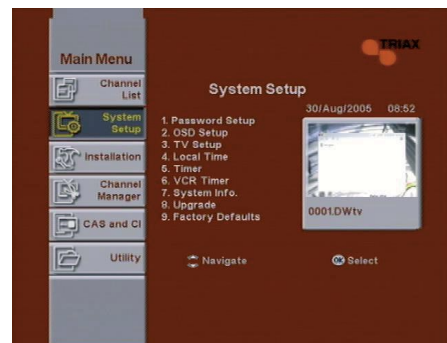 TRIAX
Main Menu
Channel
List
System
Setup
Installation
Channel
Manager
CAS and CI
Utility
System Setup
30/Aug/2005 08:52
1. Password Setup
2. OSD Setup
3. TV Setup
4. Local Time
5. Timer
6. VCR Timer
7. System Info.
8. Upgrade
9. Factory Defaults
0001.DWtv
Navigate
OK Select